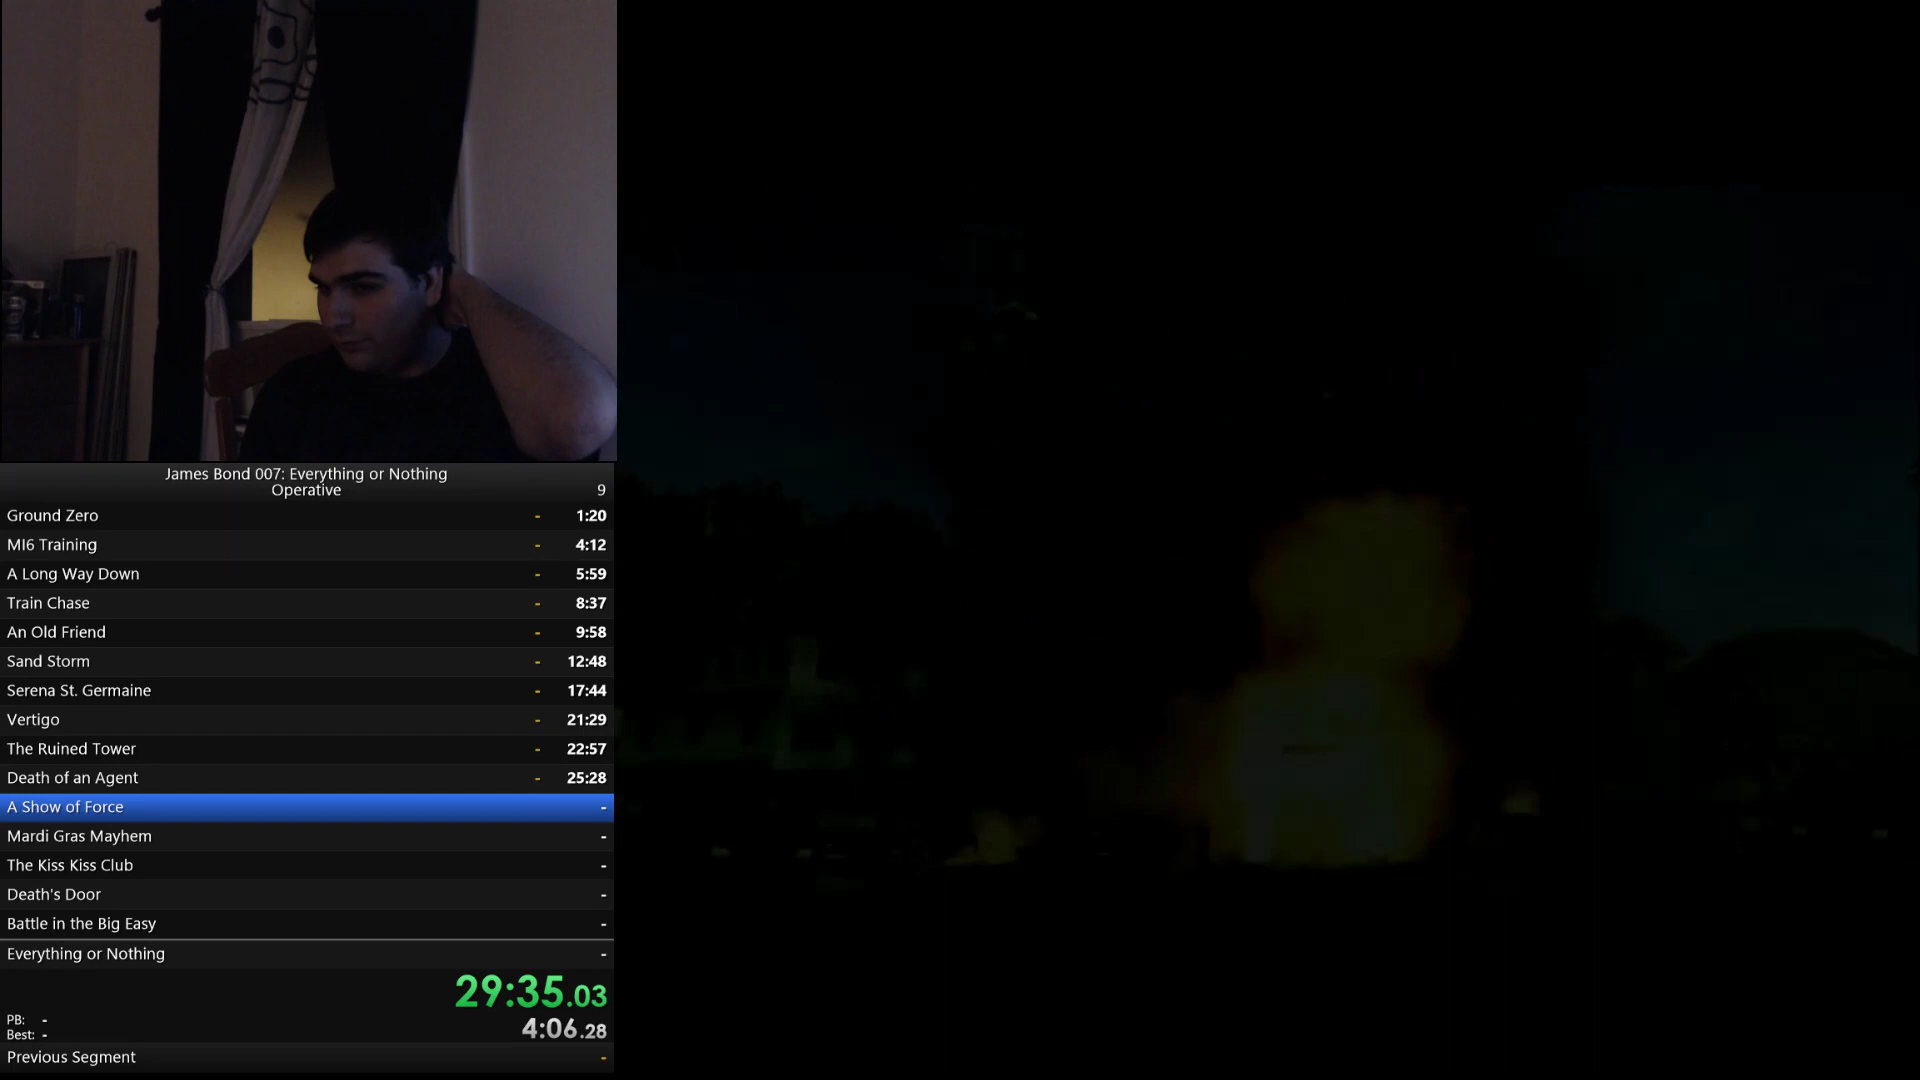 James Bond 007: Everything or Nothing
Operative 9
Ground Zero - 1:20
MI6 Training - 4:12
A Long Way Down - 5:59
Train Chase - 8:37
An Old Friend - 9:58
Sand Storm - 12:48
Serena St. Germaine - 17:44
Vertigo - 21:29
The Ruined Tower - 22:57
Death of an Agent - 25:28
A Show of Force -
Mardi Gras Mayhem -
The Kiss Kiss Club -
Death's Door -
Battle in the Big Easy -
Everything or Nothing -
29:35.03
PB: -
4:06.28
Best: -
Previous Segment -